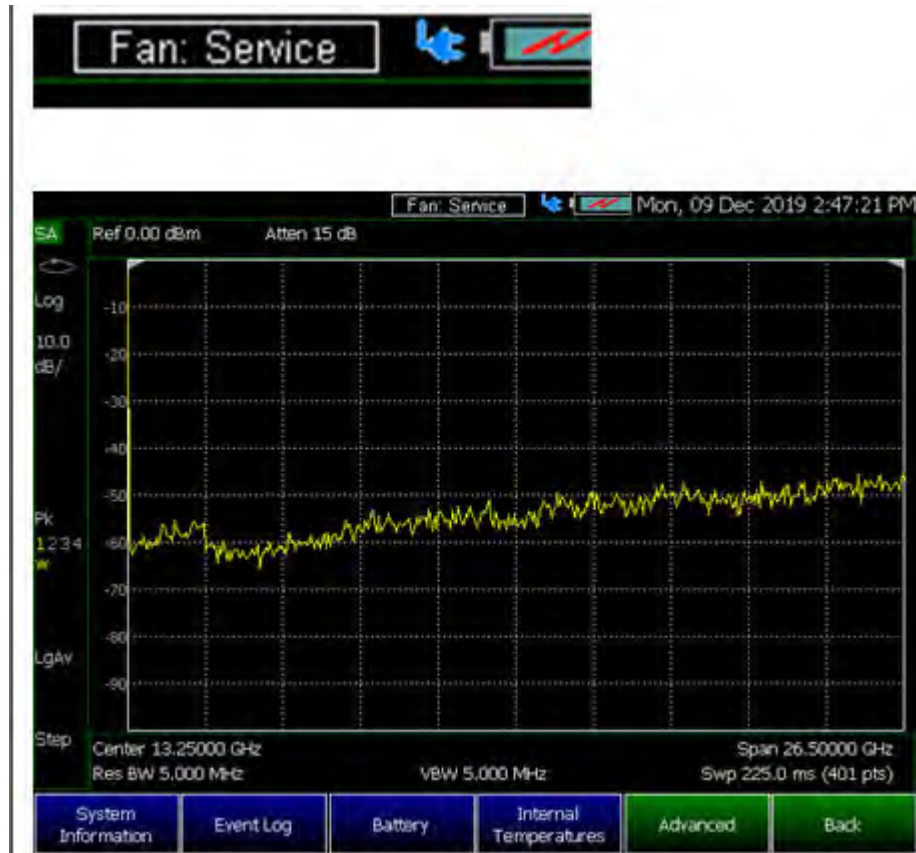 Fan: Service
Fan: Service Mon, 09 Dec 2019 2:47:21 PM
SA Ref 0.00 dBm Atten 15 dB
Log
-10
10.0
-20
dB/
-30
-40
-50
Pk
1234
-60
w
-70
-80
LgAv
-90
Step Center 13.25000 GHz Span 26.50000 GHz
Res BW 5.000 MHz VBW 5.000 MHz Swp 225.0 ms (401 pts)
System Information Event Log Battery Internal Temperatures Advanced Back